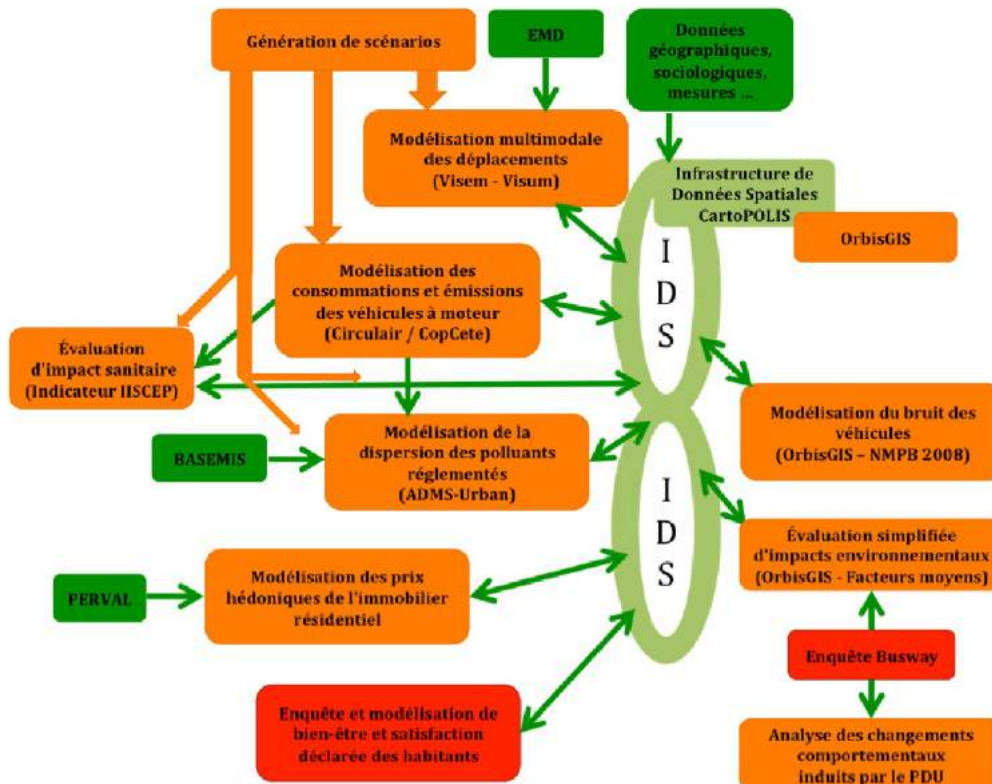 Génération de scénarios
EMD
Données
géographiques,
sociologiques,
mesures ...
Modélisation multimodale
des déplacements
(Visem - Visum)
Infrastructure de
Données Spatiales
CartoPOLIS
OrbisGIS
I
D
S
Modélisation des
consommations et émissions
des véhicules à moteur
(Circulair / CopCete)
Évaluation
d'impact sanitaire
(Indicateur IISCEP)
Modélisation du bruit des
véhicules
(OrbisGIS – NMPB 2008)
BASEMIS
Modélisation de la
dispersion des polluants
réglementés
(ADMS-Urban)
I
D
S
Évaluation simplifiée
d'impacts environnementaux
(OrbisGIS - Facteurs moyens)
PERVAL
Modélisation des prix
hédoniques de l'immobilier
résidentiel
Enquête Busway
Enquête et modélisation de
bien-être et satisfaction
déclarée des habitants
Analyse des changements
comportementaux
induits par le PDU